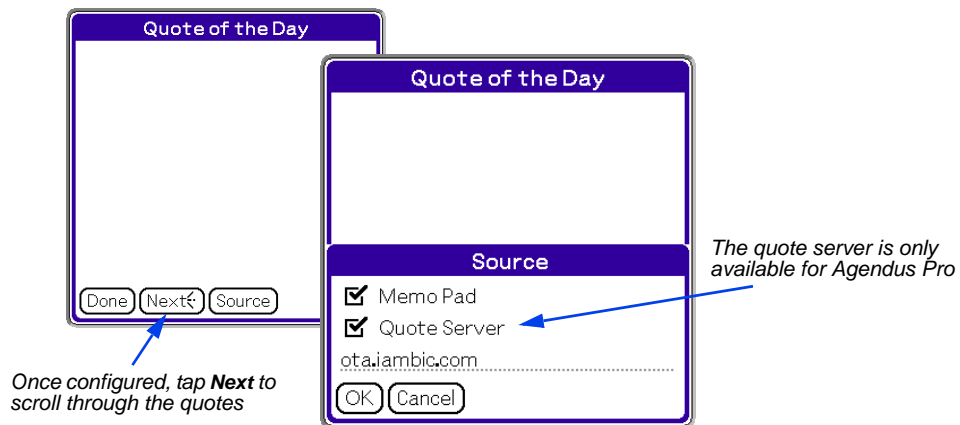 Quote of the Day
Done Next Source
Once configured, tap Next to
scroll through the quotes
Quote of the Day
Source
Memo Pad
Quote Server
ota.iambic.com
OK Cancel
The quote server is only
available for Agendus Pro